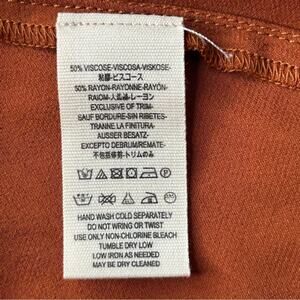 50% VISCOSE-VISCOSA-VISKOSE-
粘膠-ビスコース
50% RAYON-RAYONNE-RAYÓN-
RAIOM-人造絲-レーヨン
EXCLUSIVE OF TRIM-
SAUF BORDURE-SIN RIBETES-
TRANNE LA FINITURA-
AUSSER BESATZ-
EXCEPTO DEBRUM/REMATE-
不包括修剪-トリムのみ
HAND WASH COLD SEPARATELY
DO NOT WRING OR TWIST
USE ONLY NON-CHLORINE BLEACH
TUMBLE DRY LOW
LOW IRON AS NEEDED
MAY BE DRY CLEANED